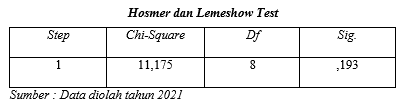 Hosmer dan Lemeshow Test
Step Chi-Square Df Sig.
1 11,175 8 ,193
Sumber : Data diolah tahun 2021